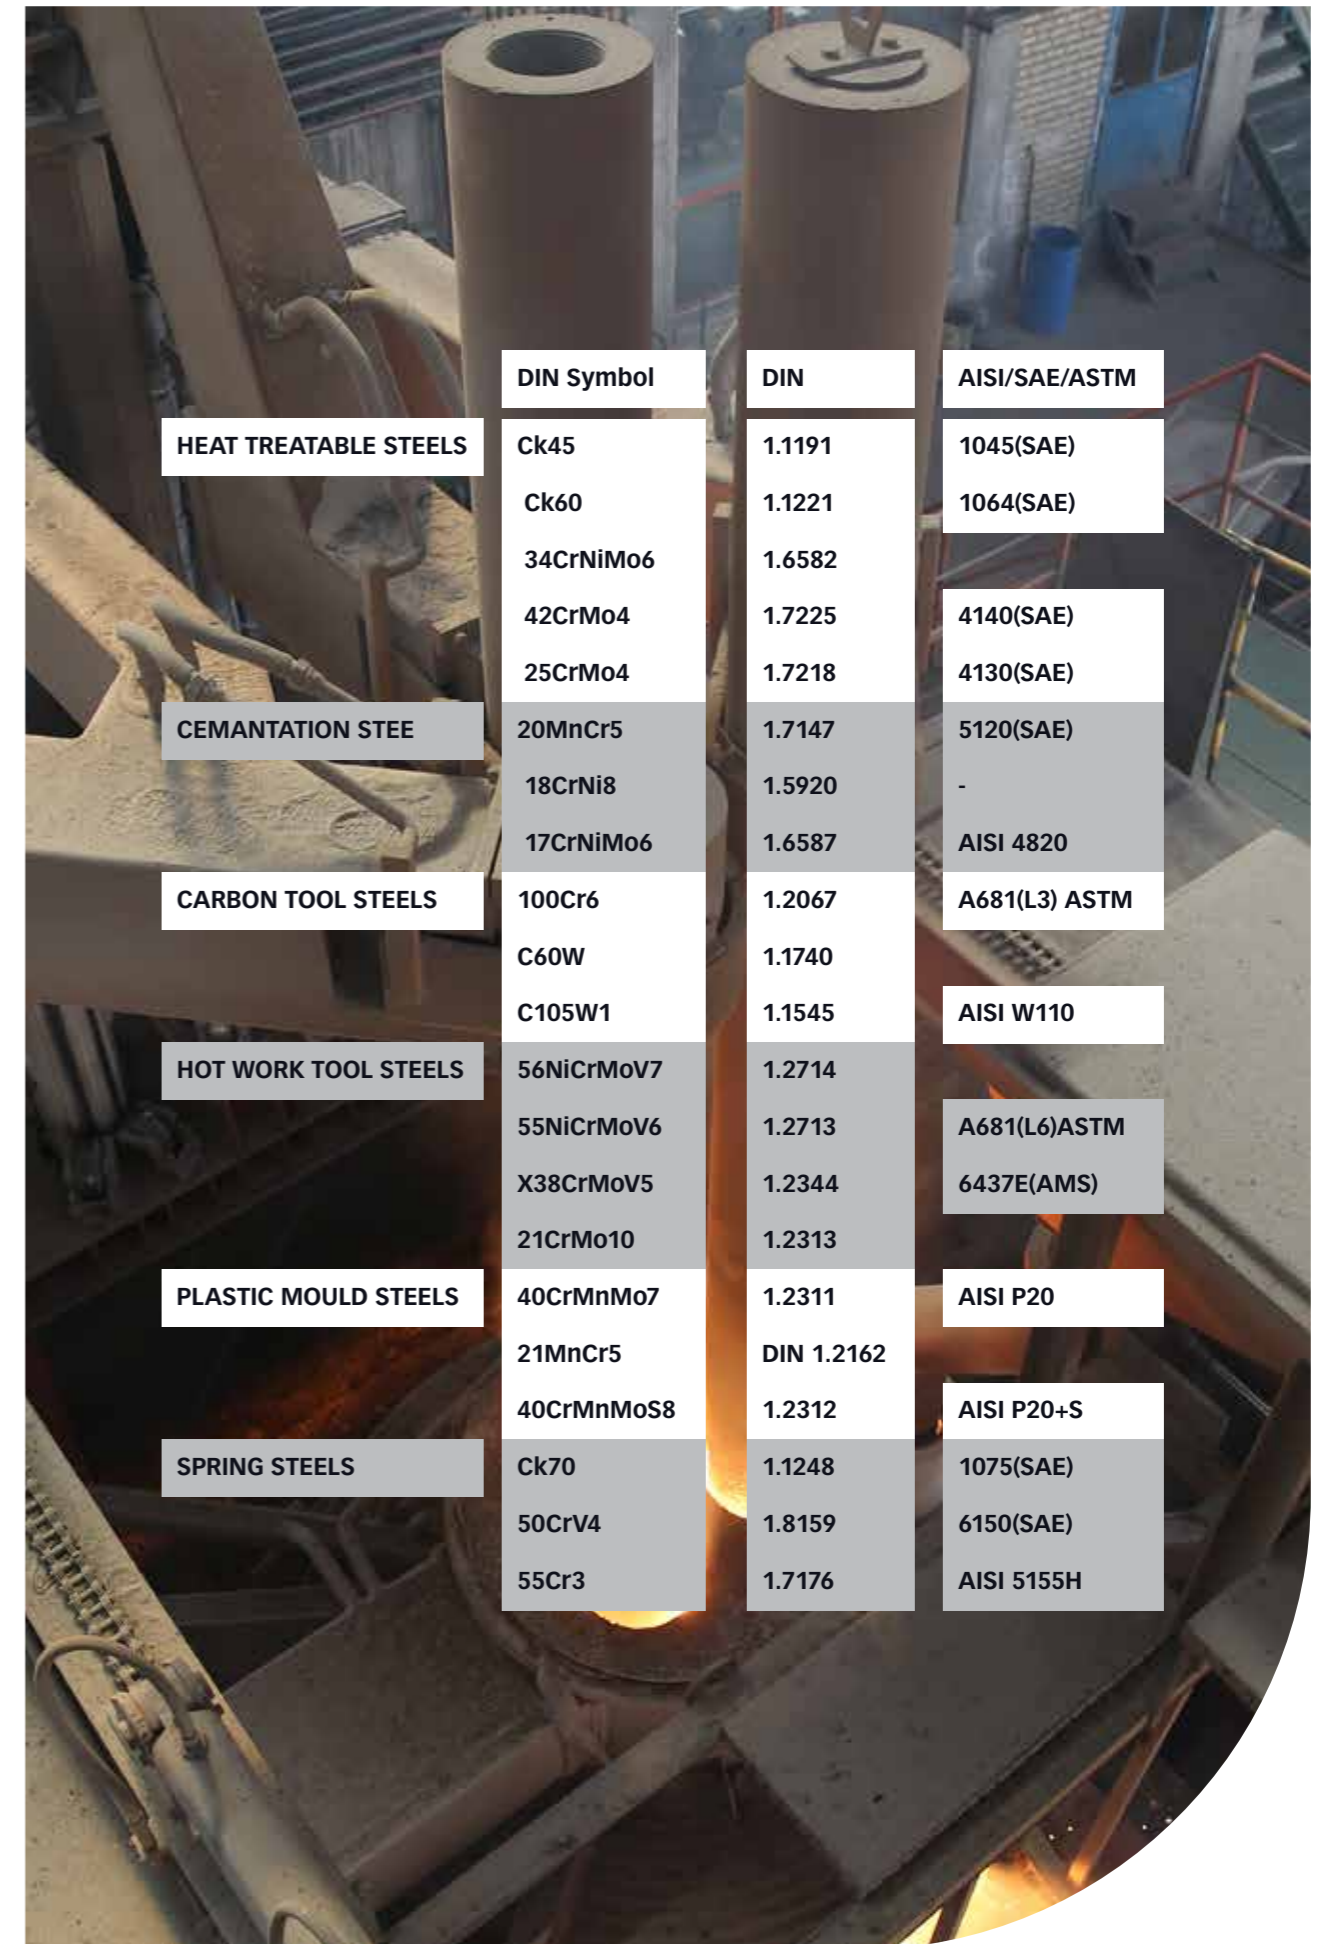 DIN Symbol DIN AISI/SAE/ASTM
HEAT TREATABLE STEELS Ck45 1.1191 1045(SAE)
Ck60 1.1221 1064(SAE)
34CrNiMo6 1.6582
42CrMo4 1.7225 4140(SAE)
25CrMo4 1.7218 4130(SAE)
CEMANTATION STEE 20MnCr5 1.7147 5120(SAE)
18CrNi8 1.5920 -
17CrNiMo6 1.6587 AISI 4820
CARBON TOOL STEELS 100Cr6 1.2067 A681(L3) ASTM
C60W 1.1740
C105W1 1.1545 AISI W110
HOT WORK TOOL STEELS 56NiCrMoV7 1.2714
55NiCrMoV6 1.2713 A681(L6)ASTM
X38CrMoV5 1.2344 6437E(AMS)
21CrMo10 1.2313
PLASTIC MOULD STEELS 40CrMnMo7 1.2311 AISI P20
21MnCr5 DIN 1.2162
40CrMnMoS8 1.2312 AISI P20+S
SPRING STEELS Ck70 1.1248 1075(SAE)
50CrV4 1.8159 6150(SAE)
55Cr3 1.7176 AISI 5155H